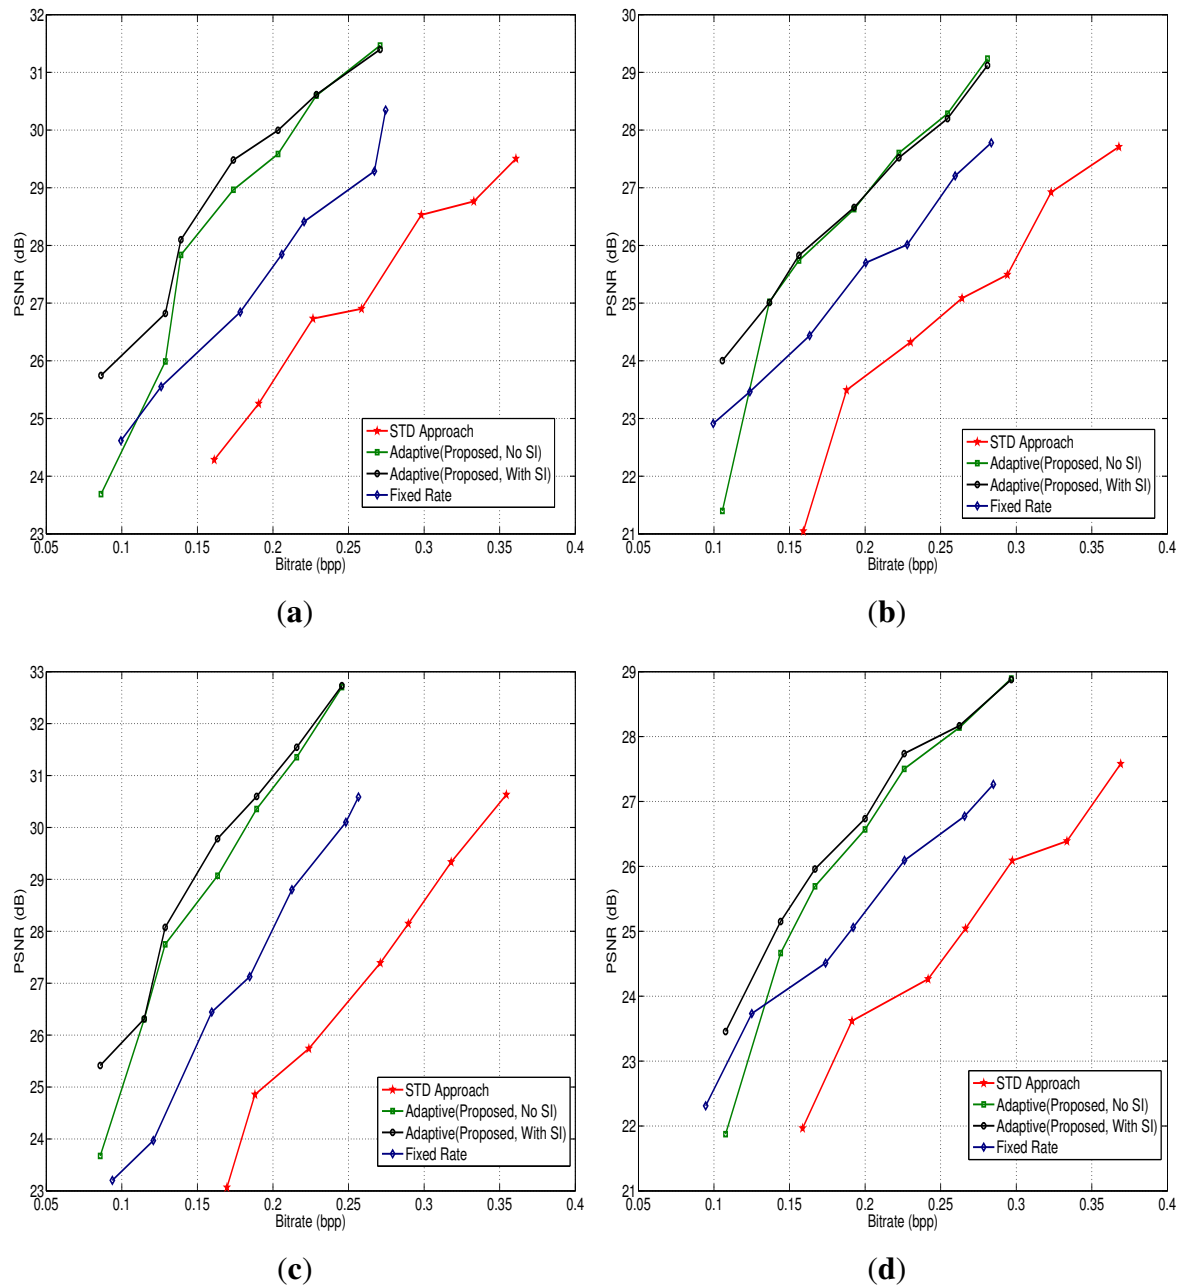 32
31
30
29
28
27
26
25
24
23
PSNR (dB)
0.05 0.1 0.15 0.2 0.25 0.3 0.35 0.4
Bitrate (bpp)
STD Approach
Adaptive(Proposed, No SI)
Adaptive(Proposed, With SI)
Fixed Rate
(a)
30
29
28
27
26
25
24
23
22
21
PSNR (dB)
0.05 0.1 0.15 0.2 0.25 0.3 0.35 0.4
Bitrate (bpp)
STD Approach
Adaptive(Proposed, No SI)
Adaptive(Proposed, With SI)
Fixed Rate
(b)
33
32
31
30
29
28
27
26
25
24
23
PSNR (dB)
0.05 0.1 0.15 0.2 0.25 0.3 0.35 0.4
Bitrate (bpp)
STD Approach
Adaptive(Proposed, No SI)
Adaptive(Proposed, With SI)
Fixed Rate
(c)
29
28
27
26
25
24
23
22
21
PSNR (dB)
0.05 0.1 0.15 0.2 0.25 0.3 0.35 0.4
Bitrate (bpp)
STD Approach
Adaptive(Proposed, No SI)
Adaptive(Proposed, With SI)
Fixed Rate
(d)